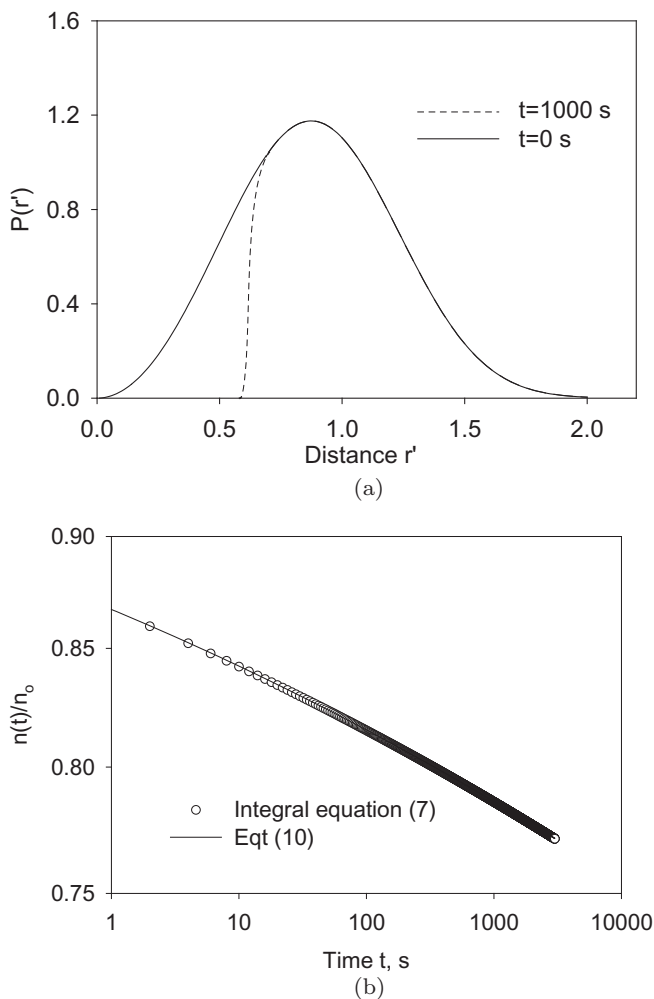 1.6
1.2
0.8
0.4
0.0
P(r')
t=1000 s
t=0 s
0.0 0.5 1.0 1.5 2.0
Distance r'
(a)
0.90
0.85
0.80
0.75
n(t)/no
Integral equation (7)
Eqt (10)
1 10 100 1000 10000
Time t, s
(b)